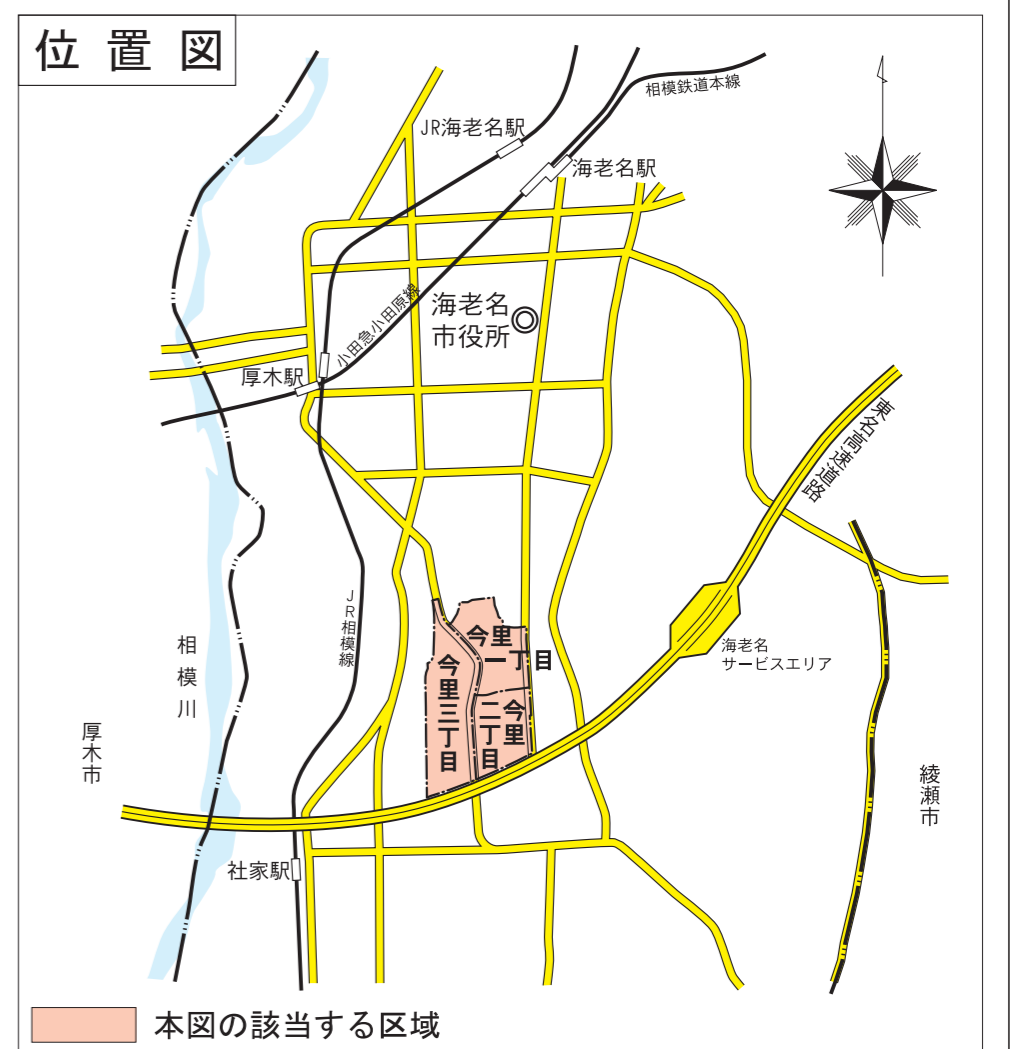 位置図
相模鉄道本線
JR海老名駅
海老名駅
小田急小田原線
海老名
市役所
厚木駅
東名高速道路
JR相模線
相模川
今里
一丁目
今里三丁目
今里
二丁目
海老名
サービスエリア
厚木市
綾瀬市
社家駅
本図の該当する区域